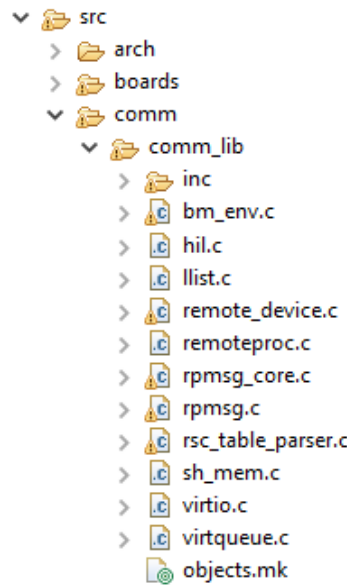 src
arch
boards
comm
comm_lib
inc
bm_env.c
hil.c
llist.c
remote_device.c
remoteproc.c
rpmsg_core.c
rpmsg.c
rsc_table_parser.c
sh_mem.c
virtio.c
virtqueue.c
objects.mk